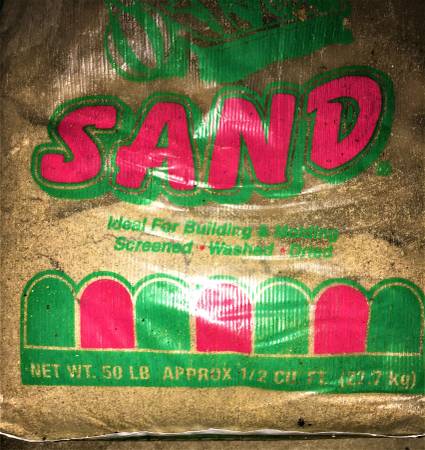 SAND
Ideal For Building & Molding
Screened • Washed • Dried
NET WT. 50 LB APPROX 1/2 CU. FT. (22.7 kg)